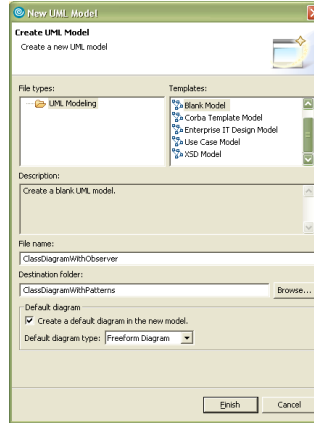 New UML Model
Create UML Model
Create a new UML model
File types:
Templates:
UML Modeling
Blank Model
Corba Template Model
Enterprise IT Design Model
Use Case Model
XSD Model
Description:
Create a blank UML model.
File name:
ClassDiagramWithObserver
Destination folder:
ClassDiagramWithPatterns
Browse...
Default diagram
Create a default diagram in the new model.
Default diagram type: Freeform Diagram
Finish
Cancel